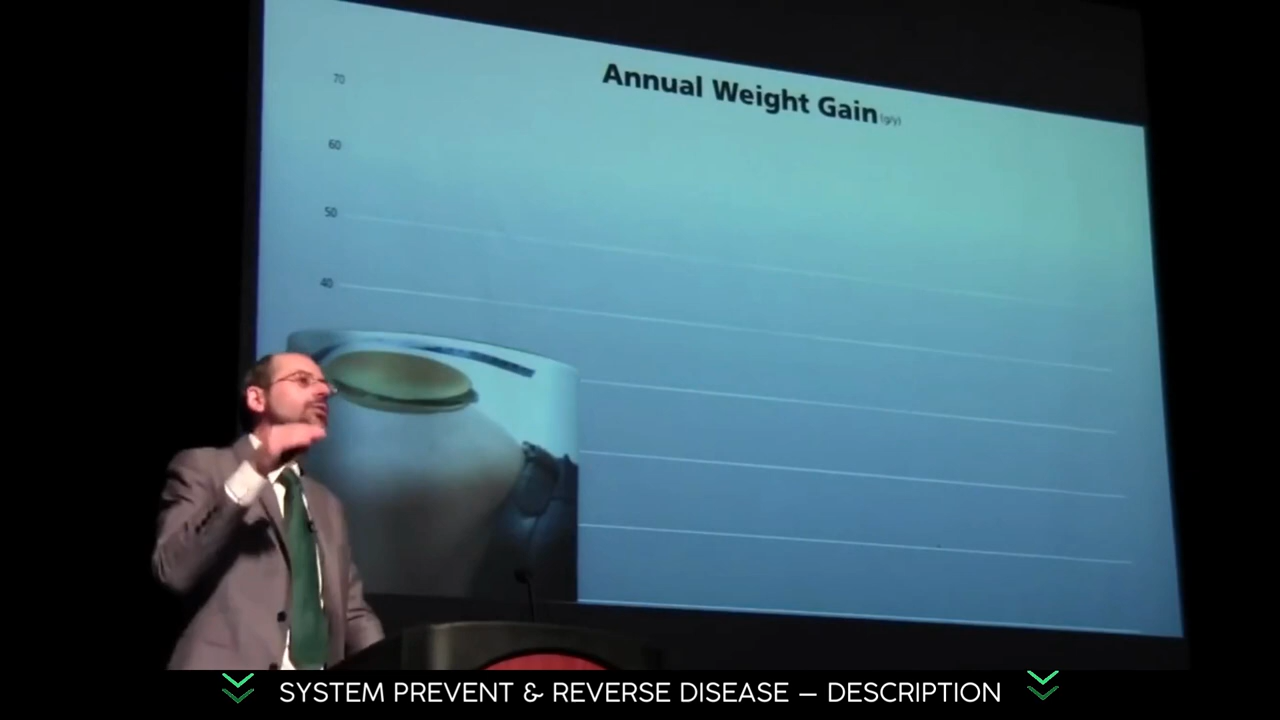 Annual Weight Gain (g/y)
70
60
50
40
SYSTEM PREVENT & REVERSE DISEASE – DESCRIPTION